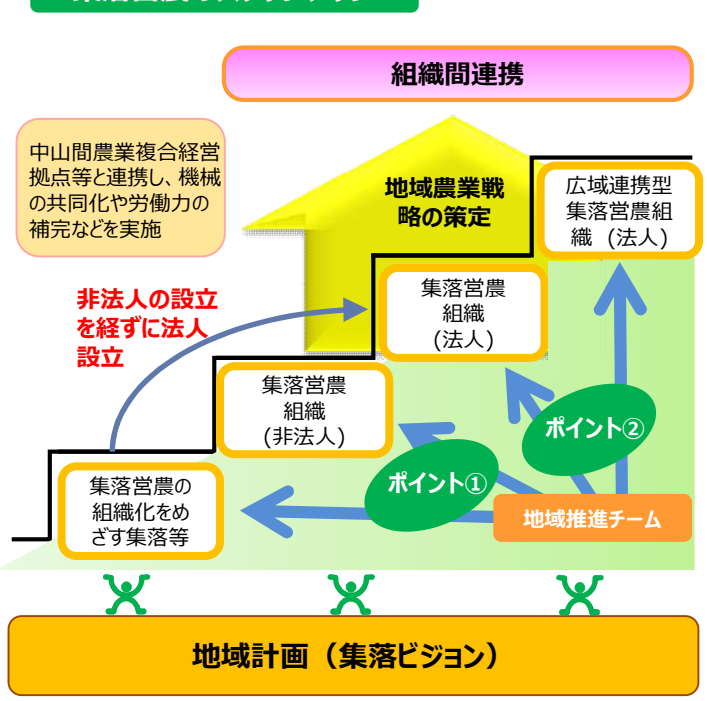 組織間連携
中山間農業複合経営
拠点等と連携し、機械
の共同化や労働力の
補完などを実施
地域農業戦
略の策定
広域連携型
集落営農組
織（法人）
非法人の設立
を経ずに法人
設立
集落営農
組織
(法人）
集落営農
組織
(非法人）
ポイント②
ポイント①
集落営農の
組織化をめ
ざす集落等
地域推進チーム
地域計画（集落ビジョン）